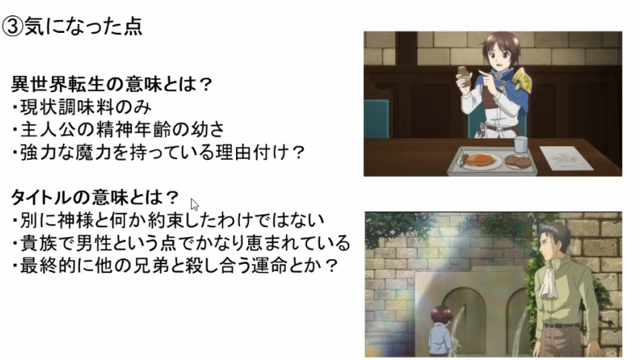 ③気になった点
異世界転生の意味とは？
・現状調味料のみ
・主人公の精神年齢の幼さ
・強力な魔力を持っている理由付け？
タイトルの意味とは？
・別に神様と何か約束したわけではない
・貴族で男性という点でかなり恵まれている
・最終的に他の兄弟と殺し合う運命とか？